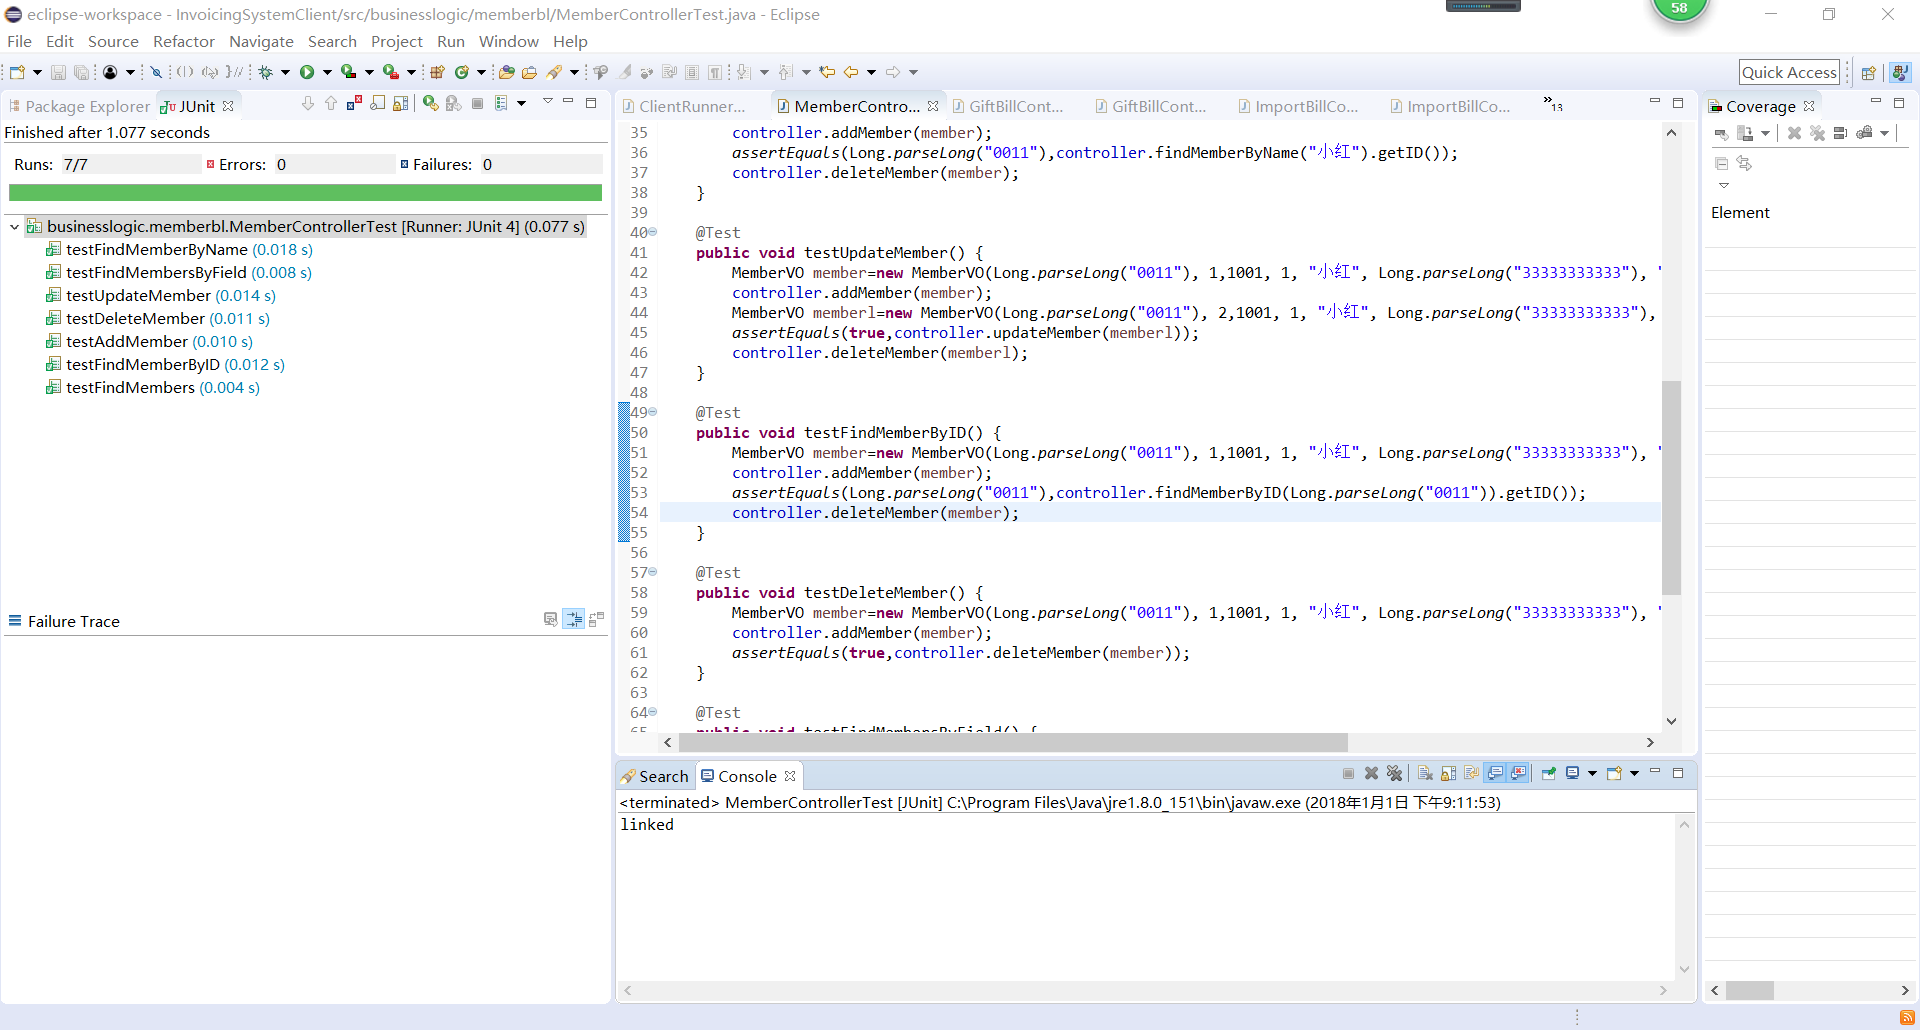 eclipse-workspace - InvoicingSystemClient/src/businesslogic/memberbl/MemberControllerTest.java - Eclipse
58
File Edit Source Refactor Navigate Search Project Run Window Help
Quick Access
Package Explorer JUnit
Finished after 1.077 seconds
Runs: 7/7 Errors: 0 Failures: 0
businesslogic.memberbl.MemberControllerTest [Runner: JUnit 4] (0.077 s)
testFindMemberByName (0.018 s)
testFindMembersByField (0.008 s)
testUpdateMember (0.014 s)
testDeleteMember (0.011 s)
testAddMember (0.010 s)
testFindMemberByID (0.012 s)
testFindMembers (0.004 s)
Failure Trace
ClientRunner... MemberContro... GiftBillCont... GiftBillCont... ImportBillCo... ImportBillCo... »13
35 controller.addMember(member);
36 assertEquals(Long.parseLong("0011"),controller.findMemberByName("小红").getID());
37 controller.deleteMember(member);
38 }
39
40 @Test
41 public void testUpdateMember() {
42 MemberVO member=new MemberVO(Long.parseLong("0011"), 1,1001, 1, "小红", Long.parseLong("33333333333"), "
43 controller.addMember(member);
44 MemberVO memberl=new MemberVO(Long.parseLong("0011"), 2,1001, 1, "小红", Long.parseLong("33333333333"),
45 assertEquals(true,controller.updateMember(memberl));
46 controller.deleteMember(memberl);
47 }
48
49 @Test
50 public void testFindMemberByID() {
51 MemberVO member=new MemberVO(Long.parseLong("0011"), 1,1001, 1, "小红", Long.parseLong("33333333333"), "
52 controller.addMember(member);
53 assertEquals(Long.parseLong("0011"),controller.findMemberByID(Long.parseLong("0011")).getID());
54 controller.deleteMember(member);
55 }
56
57 @Test
58 public void testDeleteMember() {
59 MemberVO member=new MemberVO(Long.parseLong("0011"), 1,1001, 1, "小红", Long.parseLong("33333333333"), "
60 controller.addMember(member);
61 assertEquals(true,controller.deleteMember(member));
62 }
63
64 @Test
65 public void testFindMembersByField() {
Search Console
<terminated> MemberControllerTest [JUnit] C:\Program Files\Java\jre1.8.0_151\bin\javaw.exe (2018年1月1日 下午9:11:53)
linked
Coverage
Element